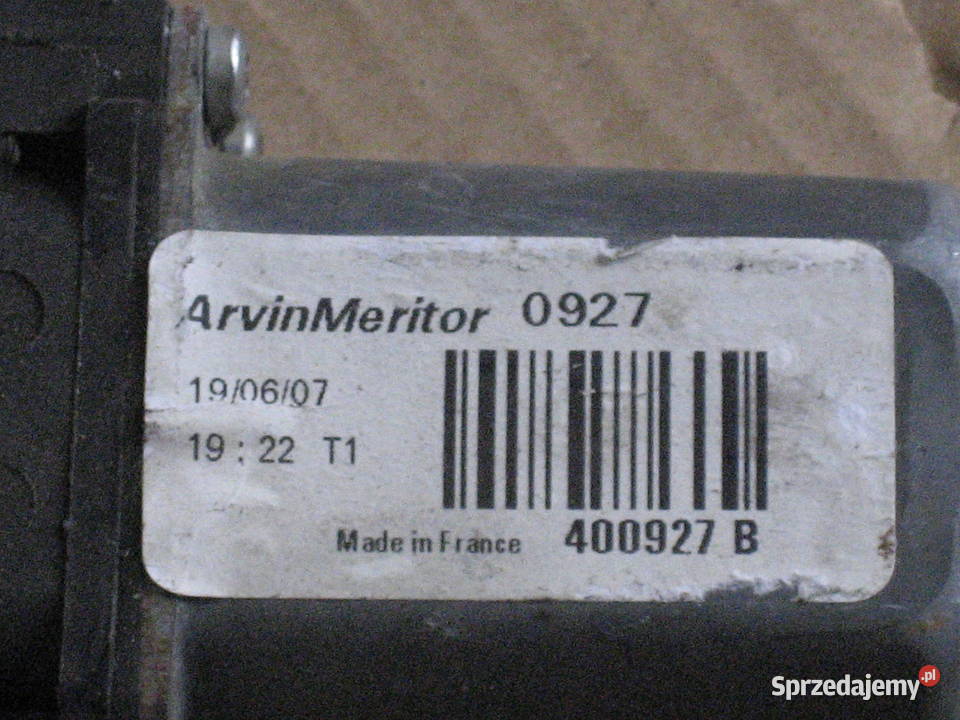 ArvinMeritor 0927
19/06/07
19 : 22 T1
Made in France 400927 B
Sprzedajemy.pl